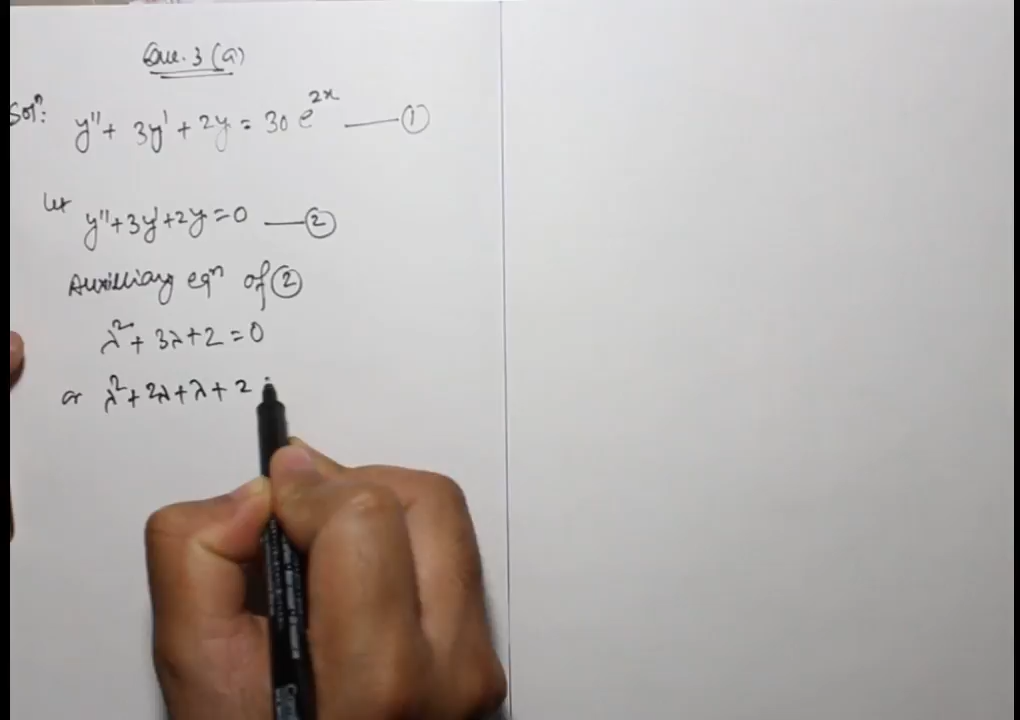 Que. 3 (a)
Solⁿ: y'' + 3y' + 2y = 30 e^{2x} —— ①
Let y'' + 3y' + 2y = 0 —— ②
Auxilliary eqⁿ of ②
λ² + 3λ + 2 = 0
or λ² + 2λ + λ + 2